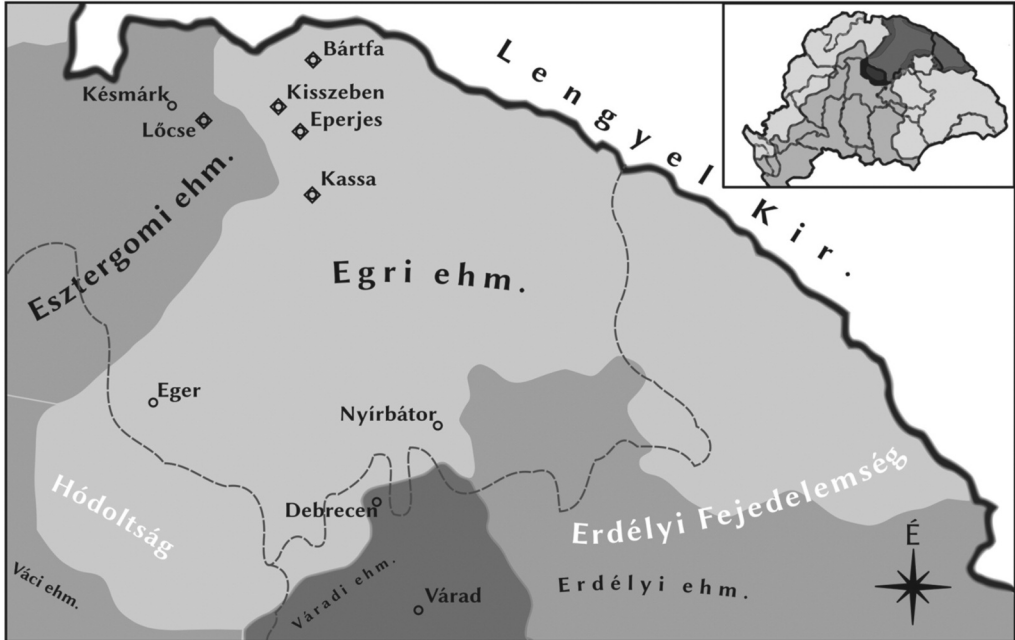 Bártfa
Késmárk
Kisszeben
Lőcse
Eperjes
Kassa
Lengyel Kir.
Esztergomi ehm.
Egri ehm.
Eger
Nyírbátor
Hódoltság
Debrecen
Erdélyi Fejedelemség
É
Váci ehm.
Váradi ehm.
Várad
Erdélyi ehm.